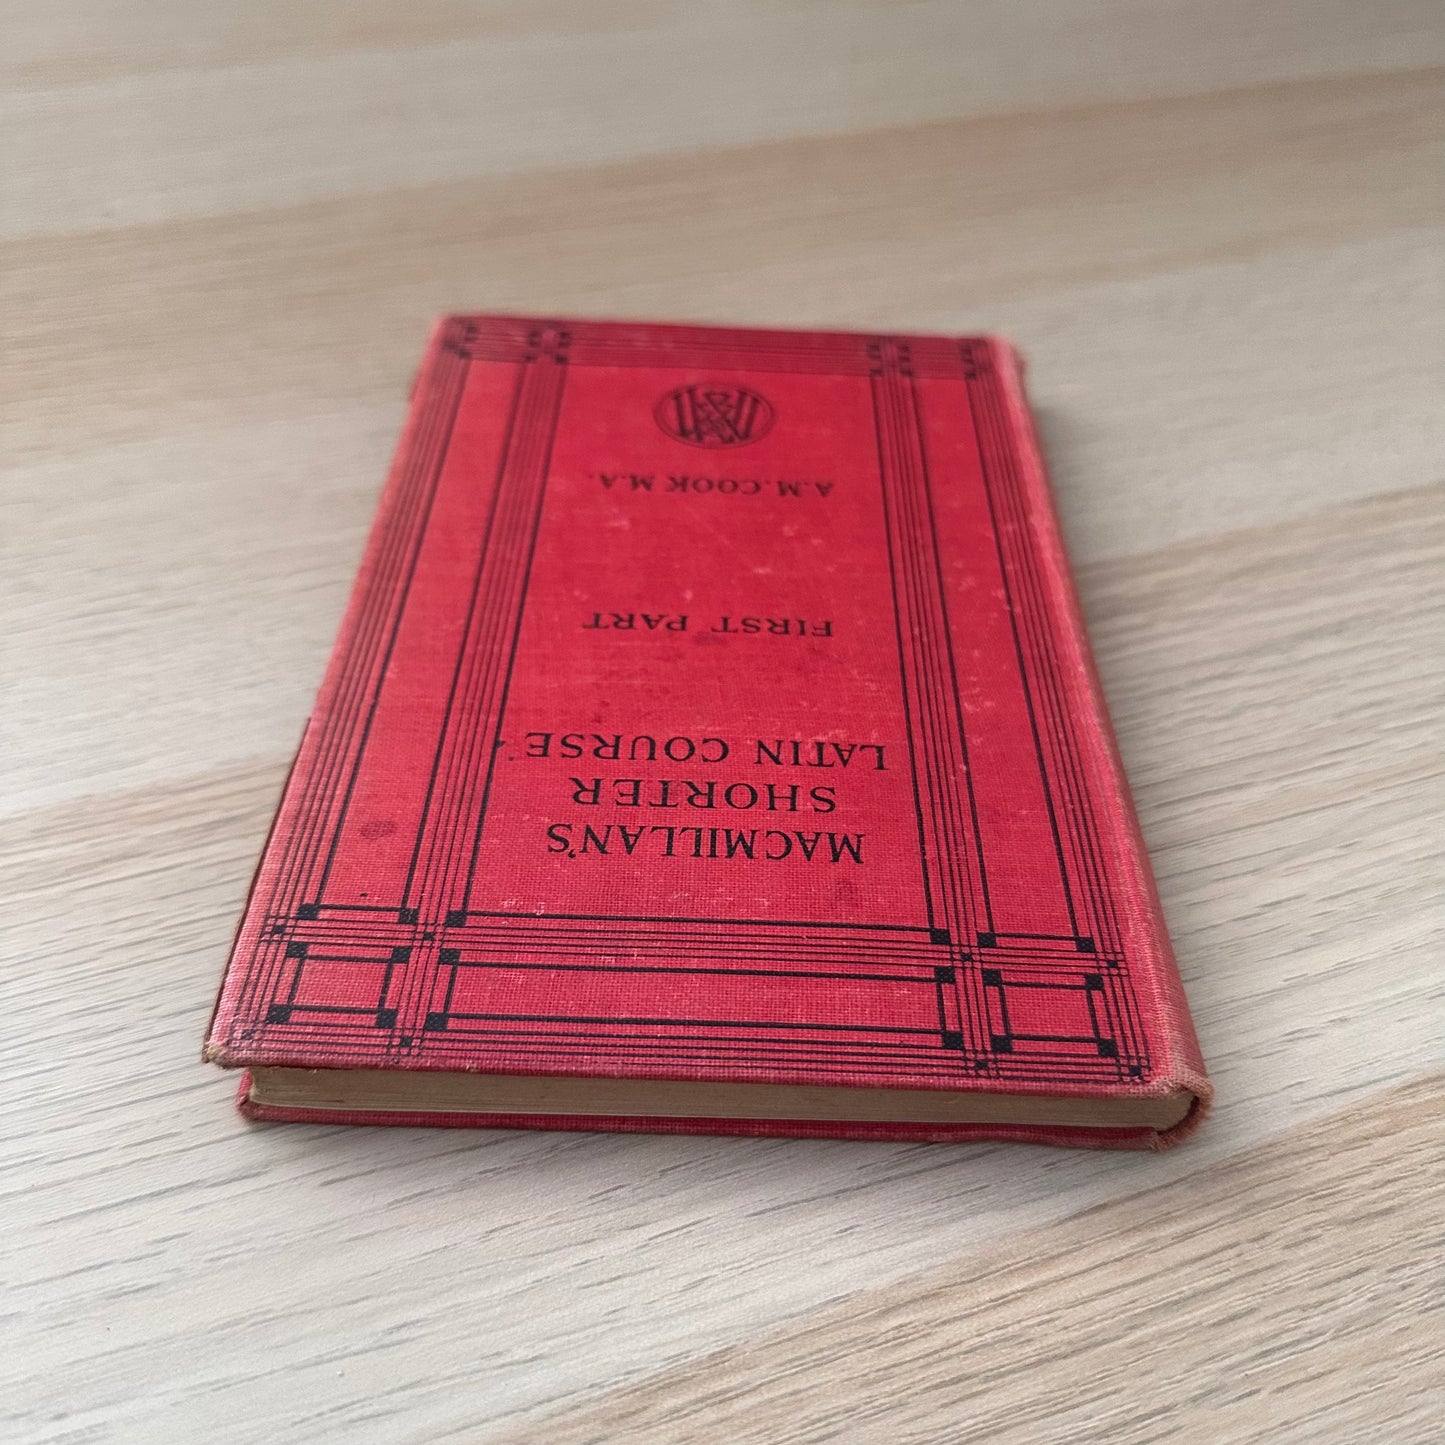 MACMILLAN'S
SHORTER
LATIN COURSE
FIRST PART
A.M. COOK M.A.